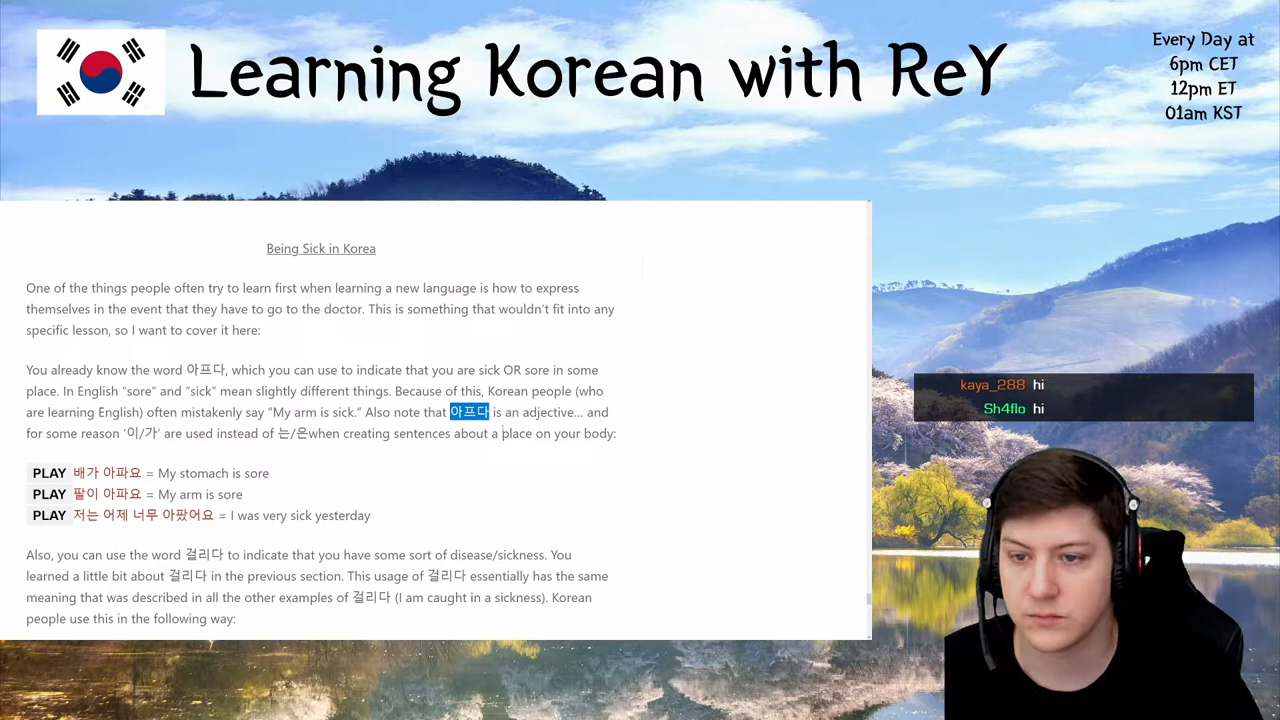 Learning Korean with ReY
Every Day at
6pm CET
12pm ET
01am KST
Being Sick in Korea
One of the things people often try to learn first when learning a new language is how to express
themselves in the event that they have to go to the doctor. This is something that wouldn't fit into any
specific lesson, so I want to cover it here:
You already know the word 아프다, which you can use to indicate that you are sick OR sore in some
place. In English “sore” and “sick” mean slightly different things. Because of this, Korean people (who
are learning English) often mistakenly say “My arm is sick.” Also note that 아프다 is an adjective... and
for some reason ‘이/가’ are used instead of 는/은when creating sentences about a place on your body:
PLAY 배가 아파요 = My stomach is sore
PLAY 팔이 아파요 = My arm is sore
PLAY 저는 어제 너무 아팠어요 = I was very sick yesterday
Also, you can use the word 걸리다 to indicate that you have some sort of disease/sickness. You
learned a little bit about 걸리다 in the previous section. This usage of 걸리다 essentially has the same
meaning that was described in all the other examples of 걸리다 (I am caught in a sickness). Korean
people use this in the following way:
kaya_288 hi
Sh4flo hi